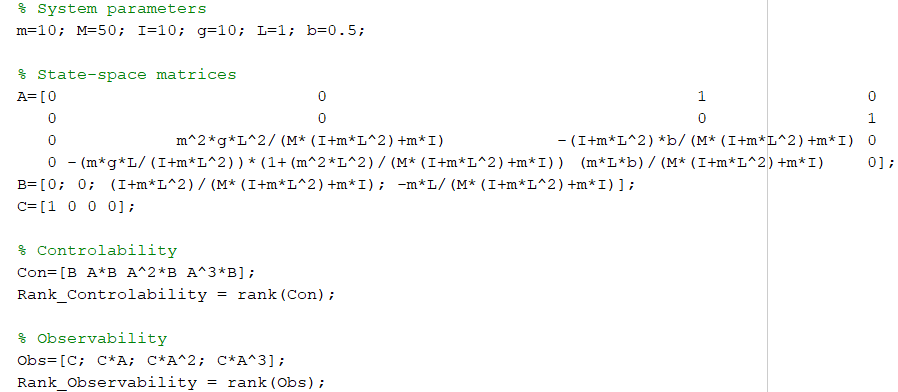 % System parameters
m=10; M=50; I=10; g=10; L=1; b=0.5;
% State-space matrices
A=[0 0 1 0
0 0 0 1
0 m^2*g*L^2/(M*(I+m*L^2)+m*I) -(I+m*L^2)*b/(M*(I+m*L^2)+m*I) 0
0 -(m*g*L/(I+m*L^2))*(1+(m^2*L^2)/(M*(I+m*L^2)+m*I)) (m*L*b)/(M*(I+m*L^2)+m*I) 0];
B=[0; 0; (I+m*L^2)/(M*(I+m*L^2)+m*I); -m*L/(M*(I+m*L^2)+m*I)];
C=[1 0 0 0];
% Controlability
Con=[B A*B A^2*B A^3*B];
Rank_Controlability = rank(Con);
% Observability
Obs=[C; C*A; C*A^2; C*A^3];
Rank_Observability = rank(Obs);